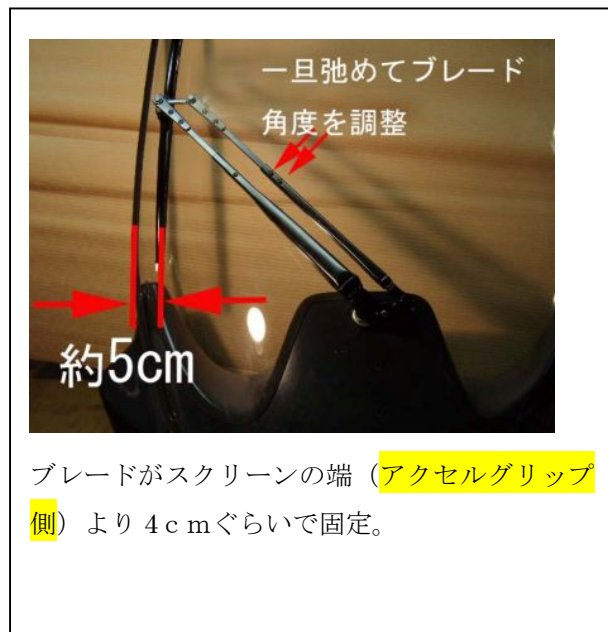 一旦弛めてブレード
角度を調整
約5cm
ブレードがスクリーンの端（アクセルグリップ
側）より４ｃｍぐらいで固定。